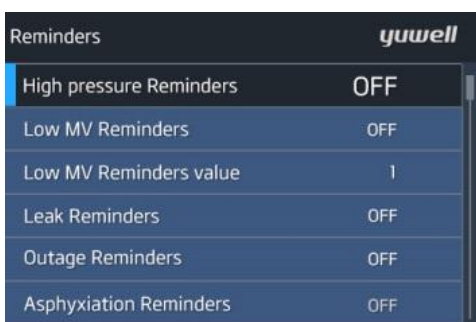 Reminders yuwell
High pressure Reminders OFF
Low MV Reminders OFF
Low MV Reminders value 1
Leak Reminders OFF
Outage Reminders OFF
Asphyxiation Reminders OFF